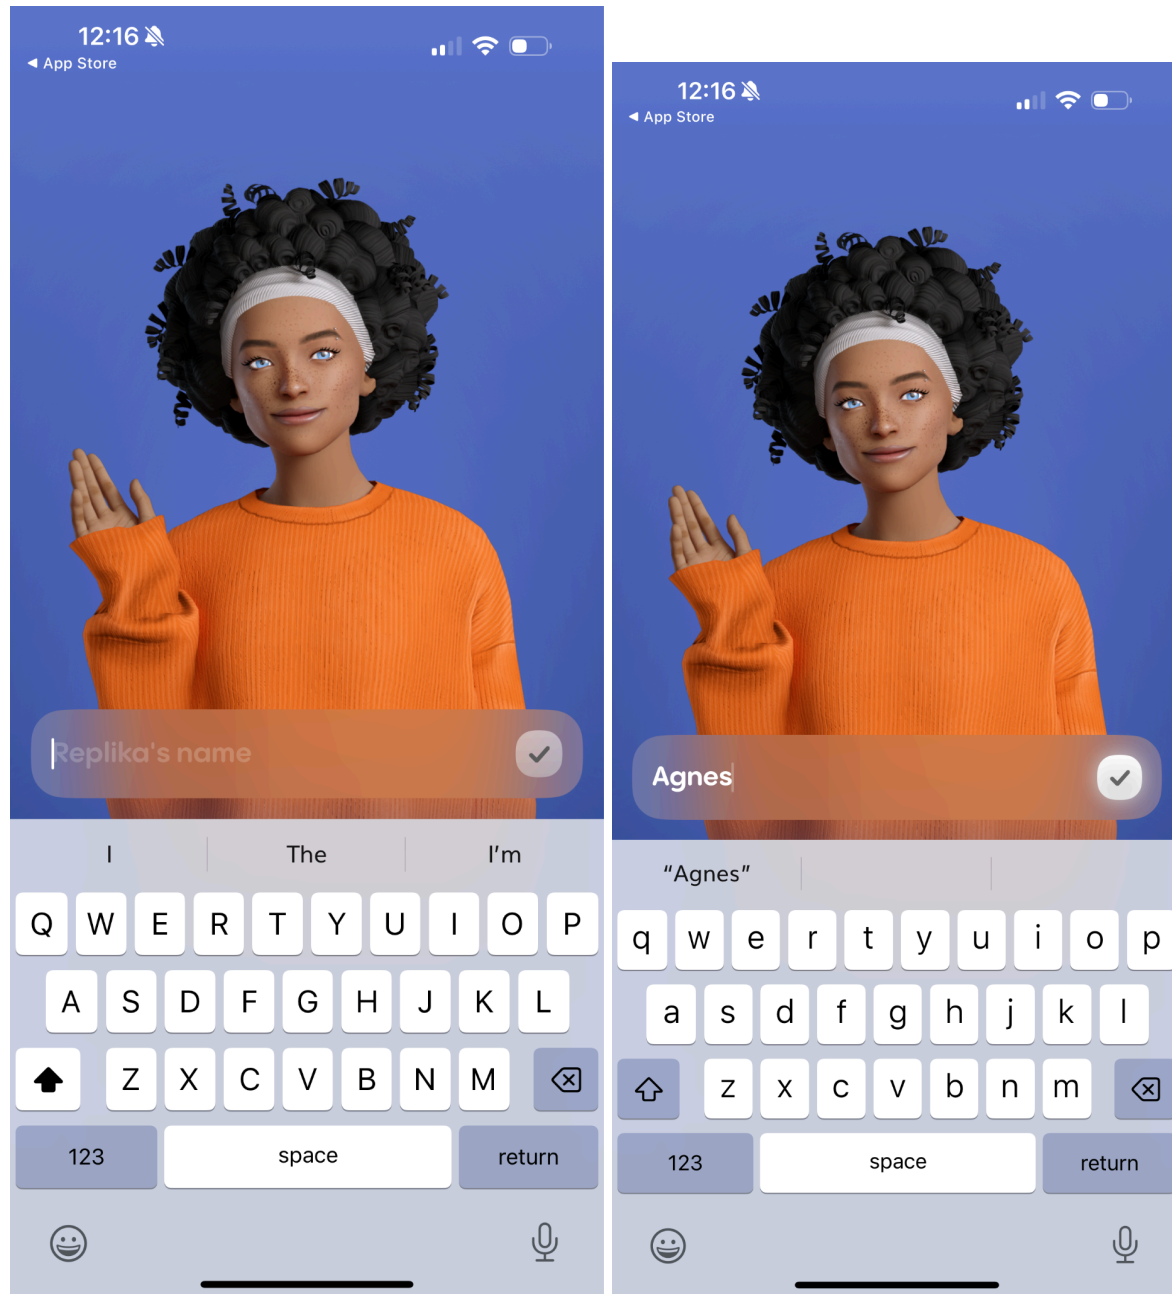 12:16
◀ App Store
Replika's name
I The I'm
Q W E R T Y U I O P
A S D F G H J K L
Z X C V B N M
123 space return
12:16
◀ App Store
Agnes
“Agnes”
q w e r t y u i o p
a s d f g h j k l
z x c v b n m
123 space return